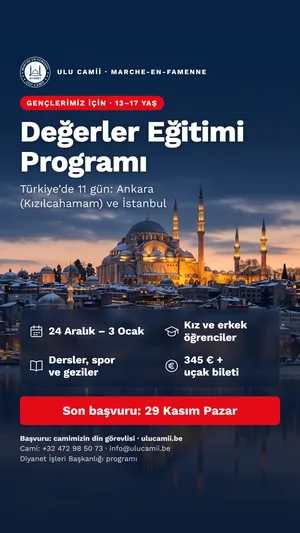 ULU CAMİİ · MARCHE-EN-FAMENNE
GENÇLERİMİZ İÇİN · 13–17 YAŞ
Değerler Eğitimi
Programı
Türkiye’de 11 gün: Ankara
(Kızılcahamam) ve İstanbul
24 Aralık – 3 Ocak
Kız ve erkek
öğrenciler
Dersler, spor
ve geziler
345 € +
uçak bileti
Son başvuru: 29 Kasım Pazar
Başvuru: camimizin din görevlisi · ulucamii.be
Cami: +32 472 98 50 73 · info@ulucamii.be
Diyanet İşleri Başkanlığı programı